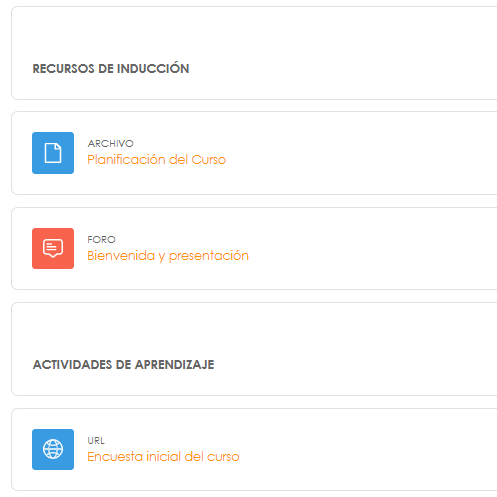 RECURSOS DE INDUCCIÓN
ARCHIVO
Planificación del Curso
FORO
Bienvenida y presentación
ACTIVIDADES DE APRENDIZAJE
URL
Encuesta inicial del curso